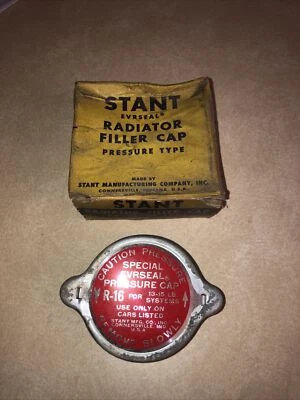 STANT
EVRSEAL®
RADIATOR
FILLER CAP
PRESSURE TYPE
MADE BY
STANT MANUFACTURING COMPANY, INC.
CONNERSVILLE, INDIANA, U.S.A.
STANT
CAUTION PRESSURE
SPECIAL
EVRSEAL®
PRESSURE CAP
R-16 FOR 13-15 LB.
SYSTEMS
USE ONLY ON
CARS LISTED
STANT MFG. CO., INC.
CONNERSVILLE, IND.
U.S.A.
REMOVE SLOWLY